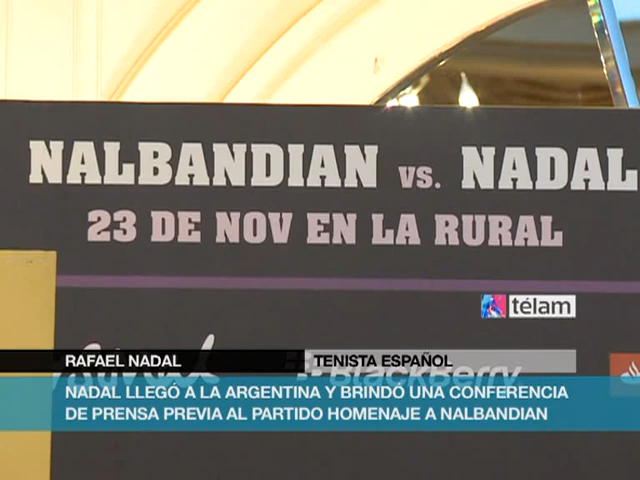 NALBANDIAN VS. NADAL
23 DE NOV EN LA RURAL
télam
RAFAEL NADAL
TENISTA ESPAÑOL
BlackBerry
NADAL LLEGÓ A LA ARGENTINA Y BRINDÓ UNA CONFERENCIA
DE PRENSA PREVIA AL PARTIDO HOMENAJE A NALBANDIAN